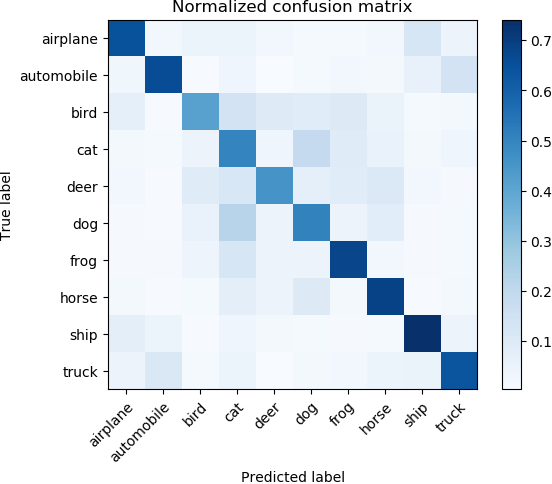 Normalized confusion matrix
True label
airplane
automobile
bird
cat
deer
dog
frog
horse
ship
truck
airplane
automobile
bird
cat
deer
dog
frog
horse
ship
truck
Predicted label
0.7
0.6
0.5
0.4
0.3
0.2
0.1